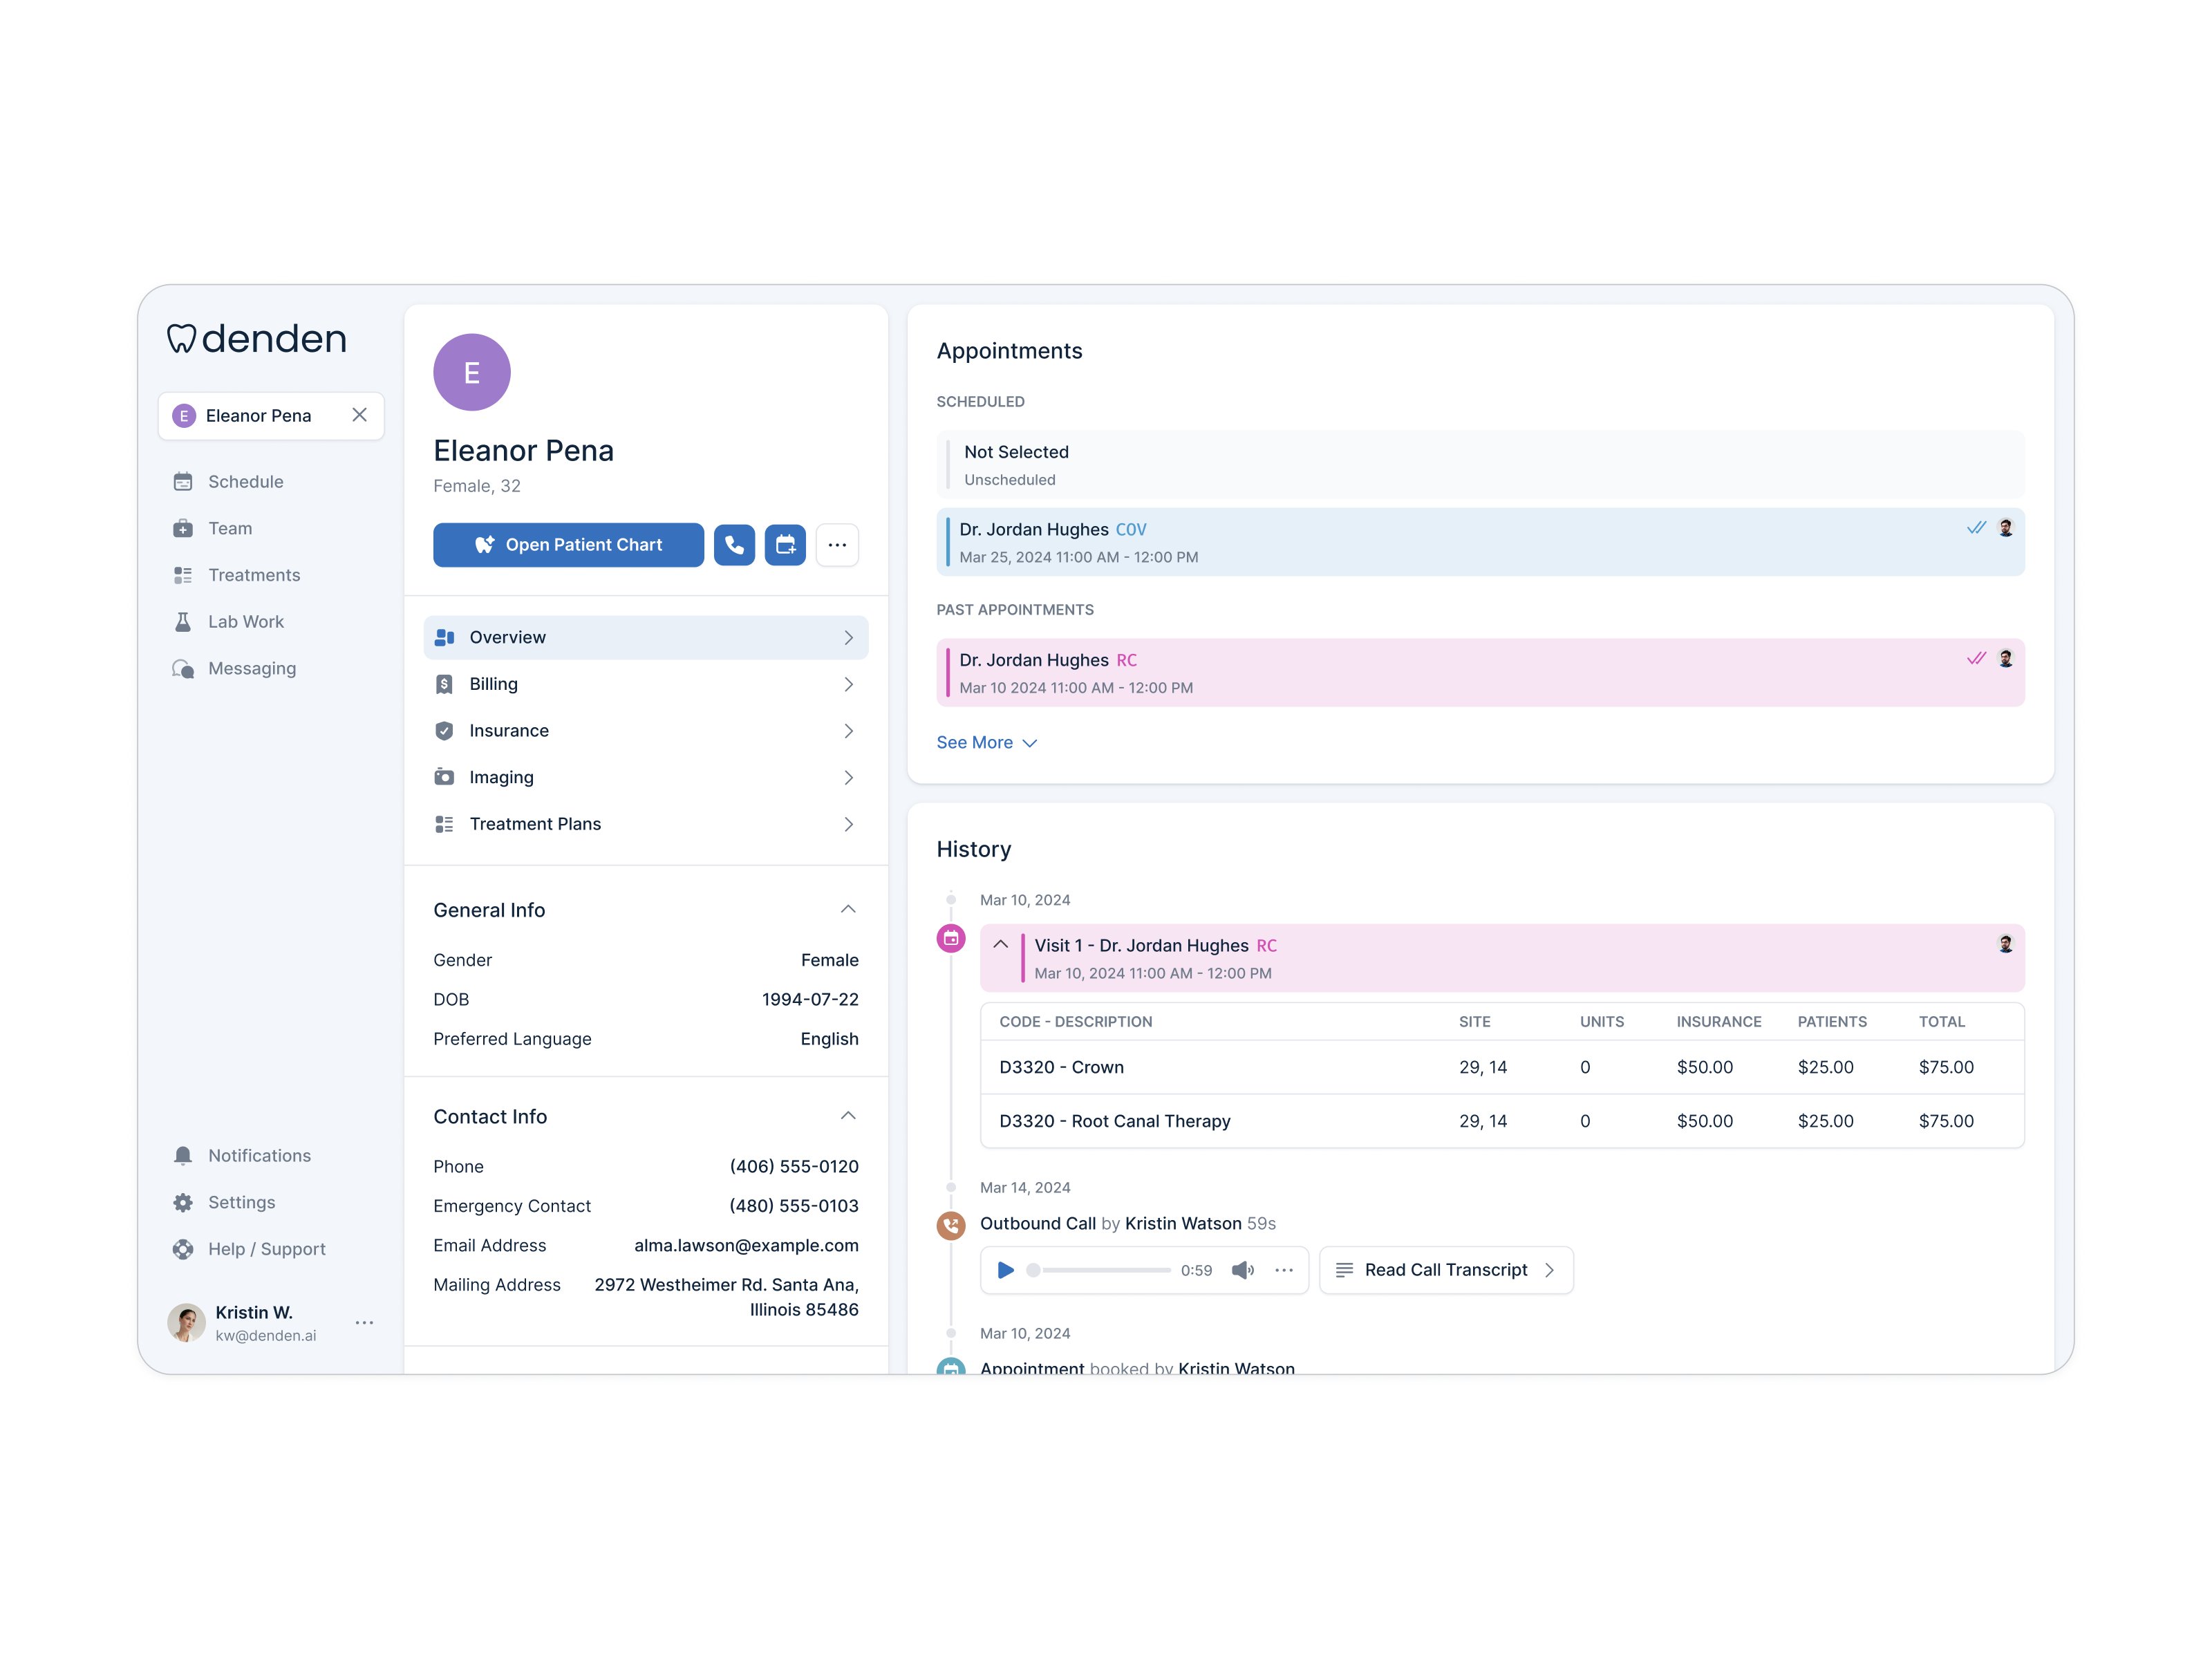 denden
E Eleanor Pena
Schedule
Team
Treatments
Lab Work
Messaging
Notifications
Settings
Help / Support
Kristin W.
kw@denden.ai
E
Eleanor Pena
Female, 32
Open Patient Chart
Overview
Billing
Insurance
Imaging
Treatment Plans
General Info
Gender Female
DOB 1994-07-22
Preferred Language English
Contact Info
Phone (406) 555-0120
Emergency Contact (480) 555-0103
Email Address alma.lawson@example.com
Mailing Address 2972 Westheimer Rd. Santa Ana,
Illinois 85486
Appointments
SCHEDULED
Not Selected
Unscheduled
Dr. Jordan Hughes COV
Mar 25, 2024 11:00 AM - 12:00 PM
PAST APPOINTMENTS
Dr. Jordan Hughes RC
Mar 10 2024 11:00 AM - 12:00 PM
See More
History
Mar 10, 2024
Visit 1 - Dr. Jordan Hughes RC
Mar 10, 2024 11:00 AM - 12:00 PM
CODE - DESCRIPTION SITE UNITS INSURANCE PATIENTS TOTAL
D3320 - Crown 29, 14 0 $50.00 $25.00 $75.00
D3320 - Root Canal Therapy 29, 14 0 $50.00 $25.00 $75.00
Mar 14, 2024
Outbound Call by Kristin Watson 59s
0:59
Read Call Transcript
Mar 10, 2024
Appointment booked by Kristin Watson